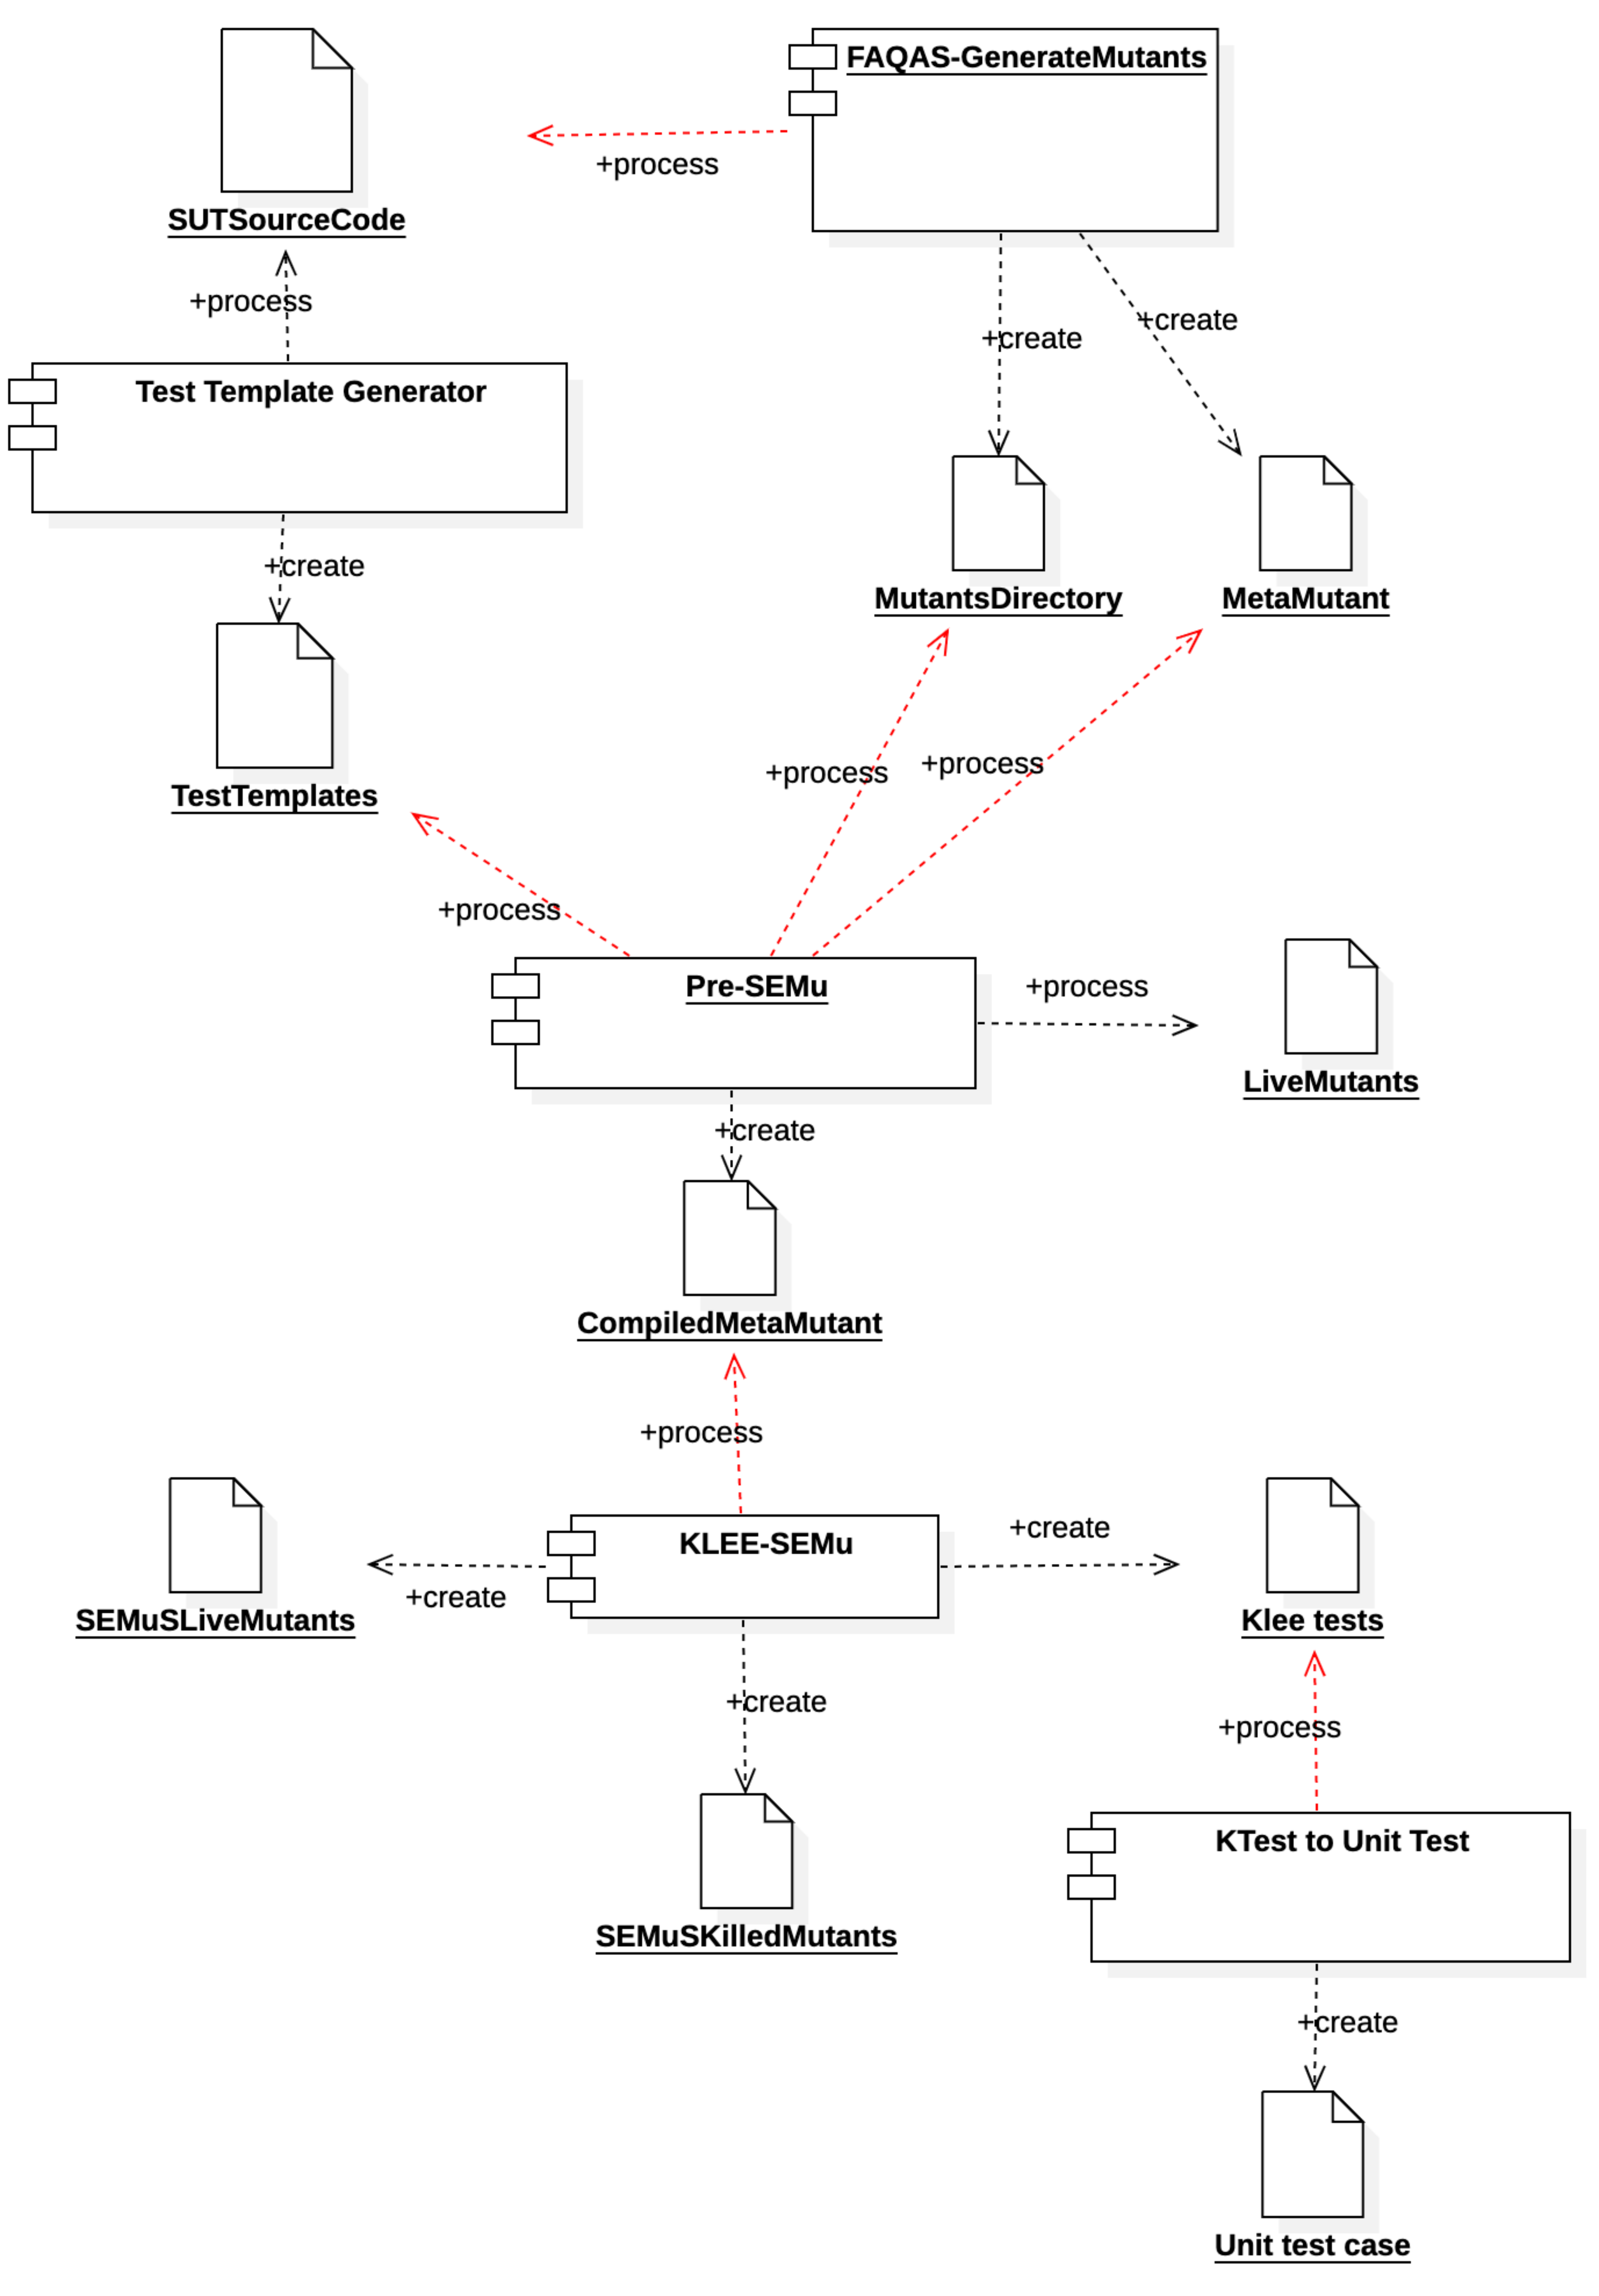 FAQAS-GenerateMutants
+process
SUTSourceCode
+process
+create
+create
Test Template Generator
+create
MutantsDirectory
MetaMutant
TestTemplates
+process
+process
+process
Pre-SEMu
+process
LiveMutants
+create
CompiledMetaMutant
+process
KLEE-SEMu
+create
+create
SEMuSLiveMutants
Klee tests
+create
+process
KTest to Unit Test
SEMuSKilledMutants
+create
Unit test case